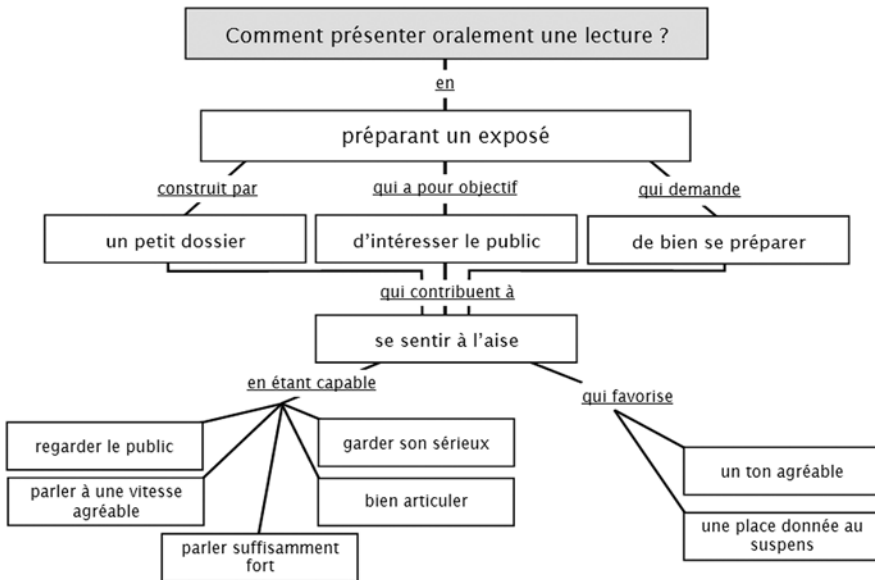 Comment présenter oralement une lecture ?
en
préparant un exposé
construit par
qui a pour objectif
qui demande
un petit dossier
d'intéresser le public
de bien se préparer
qui contribuent à
se sentir à l'aise
en étant capable
qui favorise
regarder le public
garder son sérieux
parler à une vitesse
agréable
bien articuler
parler suffisamment
fort
un ton agréable
une place donnée au
suspens